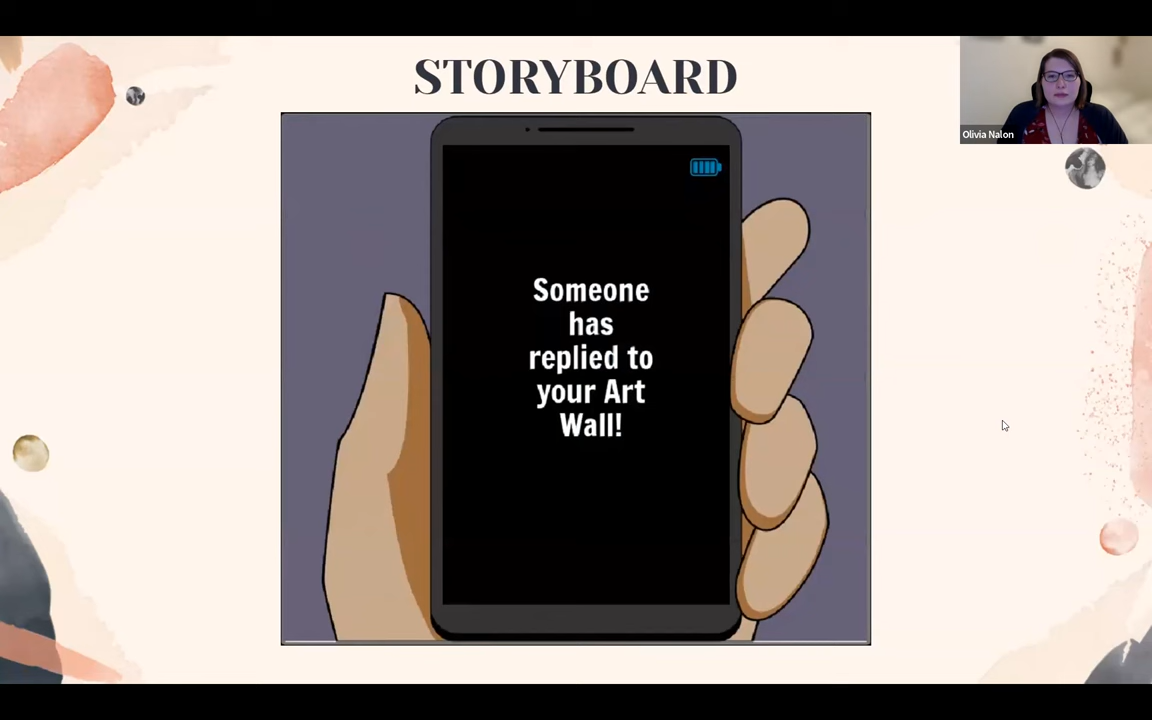 STORYBOARD
Olivia Nalon
Someone
has
replied to
your Art
Wall!